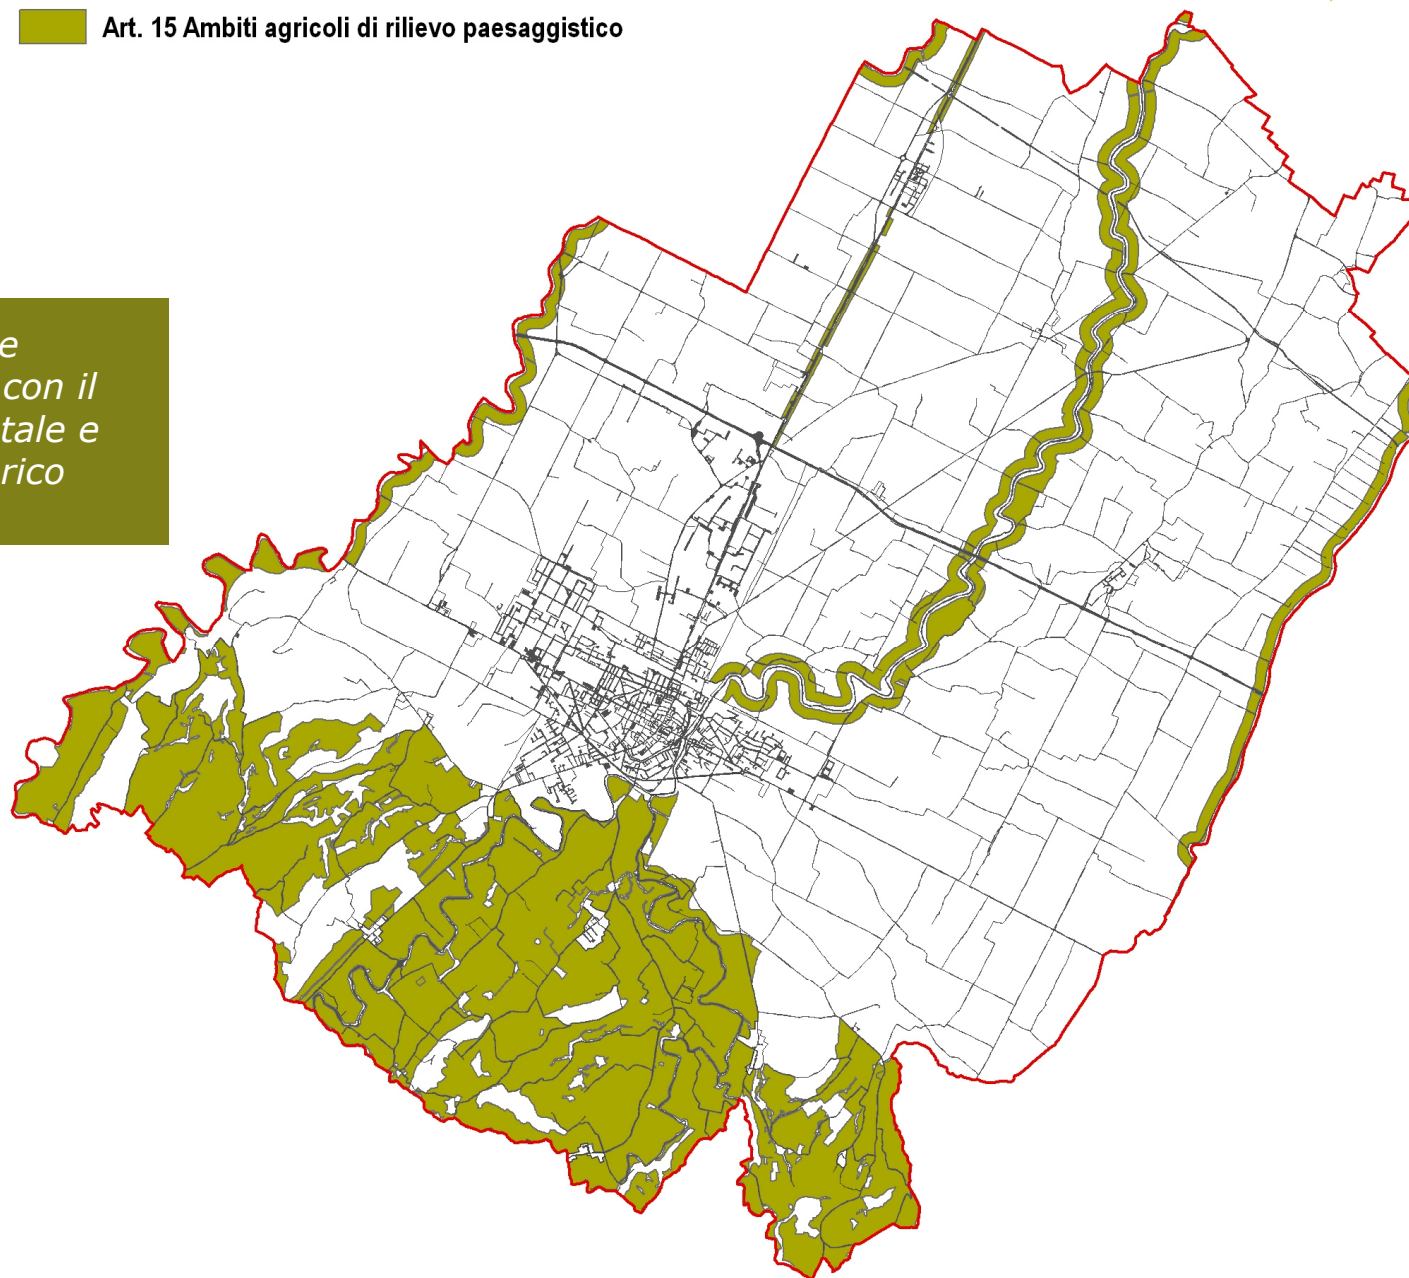 Art. 15 Ambiti agricoli di rilievo paesaggistico
e
con il
tale e
rico